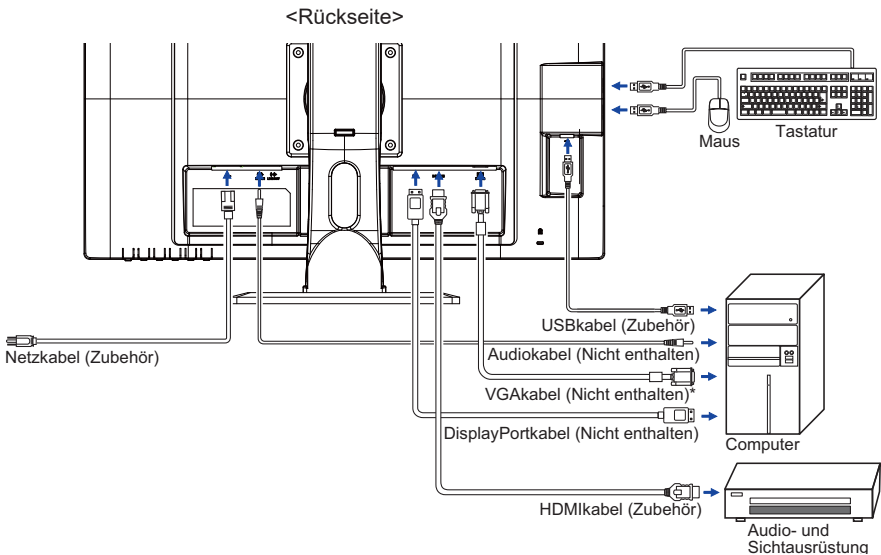 <Rückseite>
Maus
Tastatur
USBkabel (Zubehör)
Netzkabel (Zubehör)
Audiokabel (Nicht enthalten)
VGAkabel (Nicht enthalten)*
DisplayPortkabel (Nicht enthalten)
Computer
HDMIkabel (Zubehör)
Audio- und
Sichtausrüstung